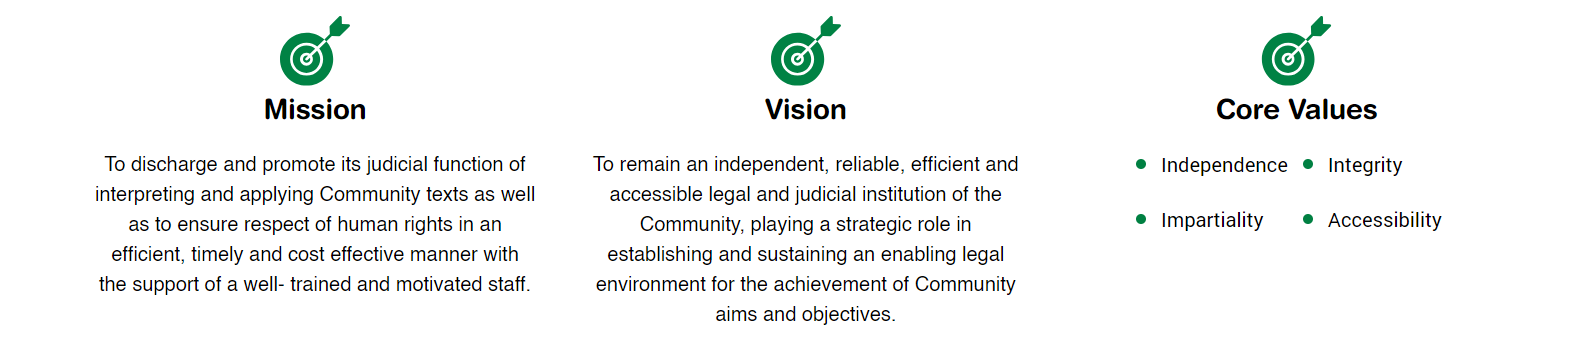 Mission
To discharge and promote its judicial function of
interpreting and applying Community texts as well
as to ensure respect of human rights in an
efficient, timely and cost effective manner with
the support of a well- trained and motivated staff.
Vision
To remain an independent, reliable, efficient and
accessible legal and judicial institution of the
Community, playing a strategic role in
establishing and sustaining an enabling legal
environment for the achievement of Community
aims and objectives.
Core Values
Independence
Integrity
Impartiality
Accessibility